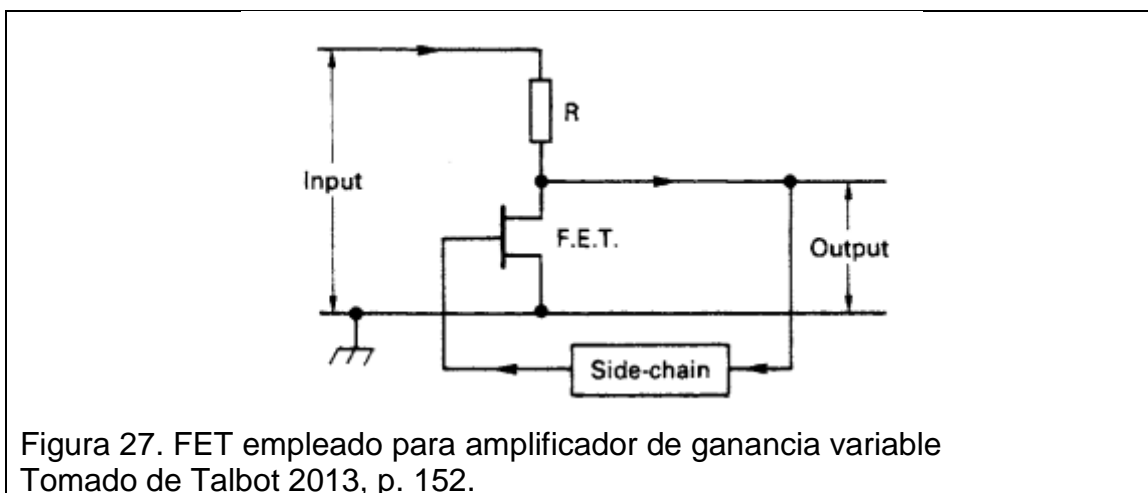 R
Input
F.E.T.
Output
Side-chain
Figura 27. FET empleado para amplificador de ganancia variable
Tomado de Talbot 2013, p. 152.